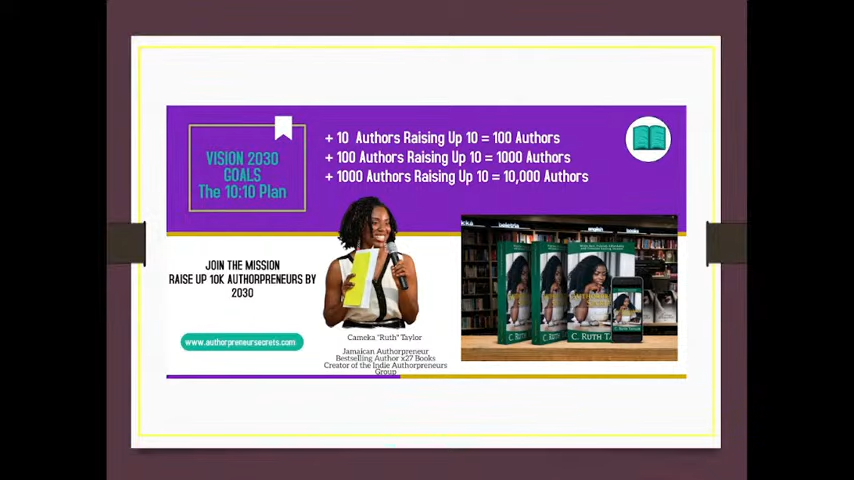 VISION 2030
GOALS
The 10:10 Plan
+ 10 Authors Raising Up 10 = 100 Authors
+ 100 Authors Raising Up 10 = 1000 Authors
+ 1000 Authors Raising Up 10 = 10,000 Authors
JOIN THE MISSION
RAISE UP 10K AUTHORPRENEURS BY
2030
www.authorpreneursecrets.com
Cameka "Ruth" Taylor
Jamaican Authorpreneur
Bestselling Author x27 Books
Creator of the Indie Authorpreneurs
Group
C. RUTH